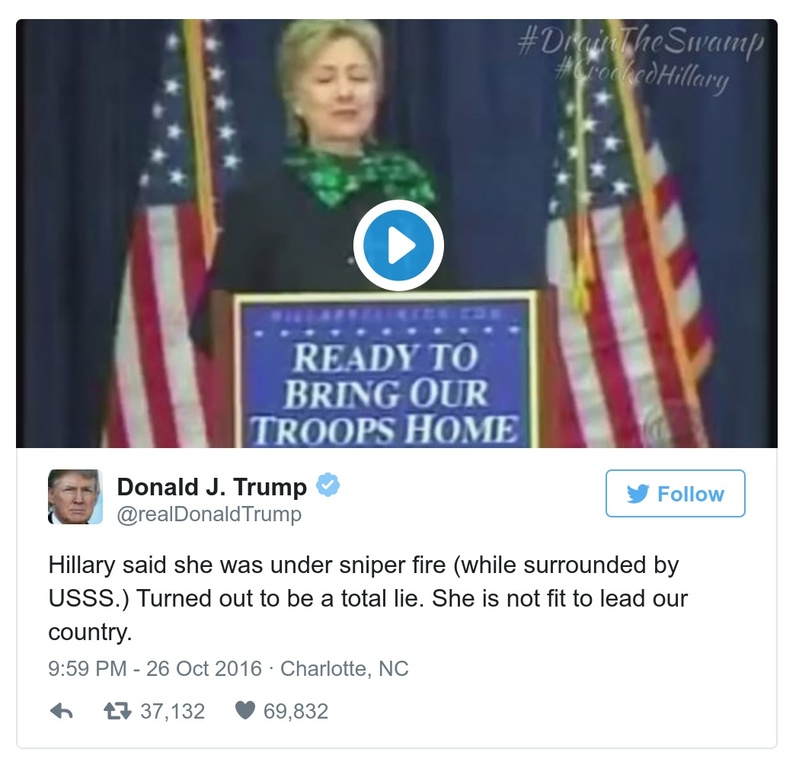 #DrainTheSwamp
#CrookedHillary
READY TO
BRING OUR
TROOPS HOME
Donald J. Trump
@realDonaldTrump
Follow
Hillary said she was under sniper fire (while surrounded by
USSS.) Turned out to be a total lie. She is not fit to lead our
country.
9:59 PM - 26 Oct 2016 · Charlotte, NC
37,132 69,832